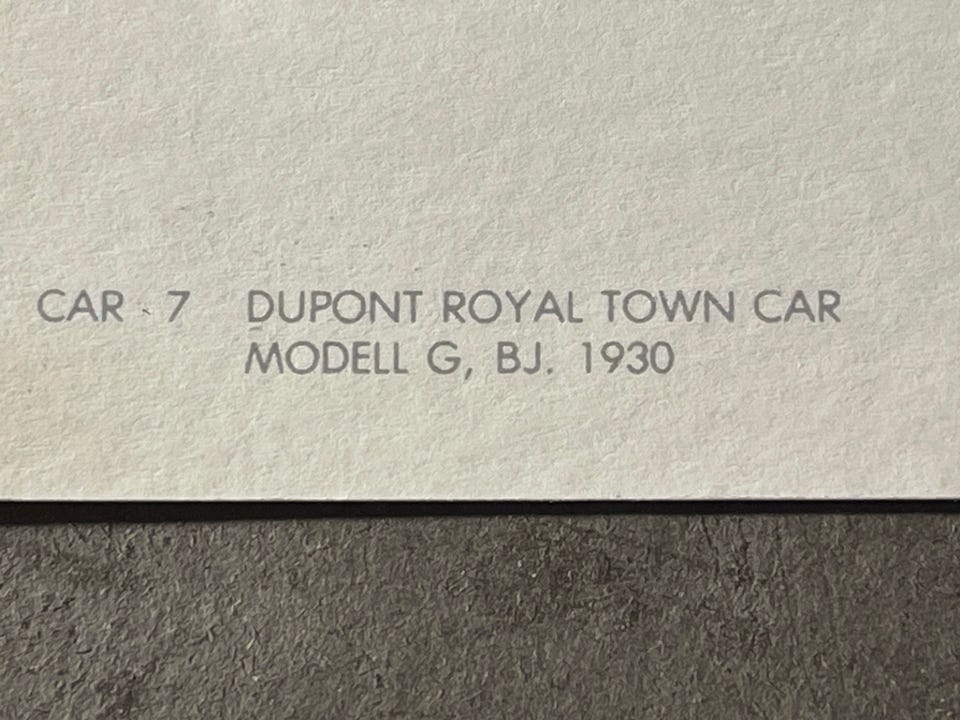 CAR 7 DUPONT ROYAL TOWN CAR
MODELL G, BJ. 1930